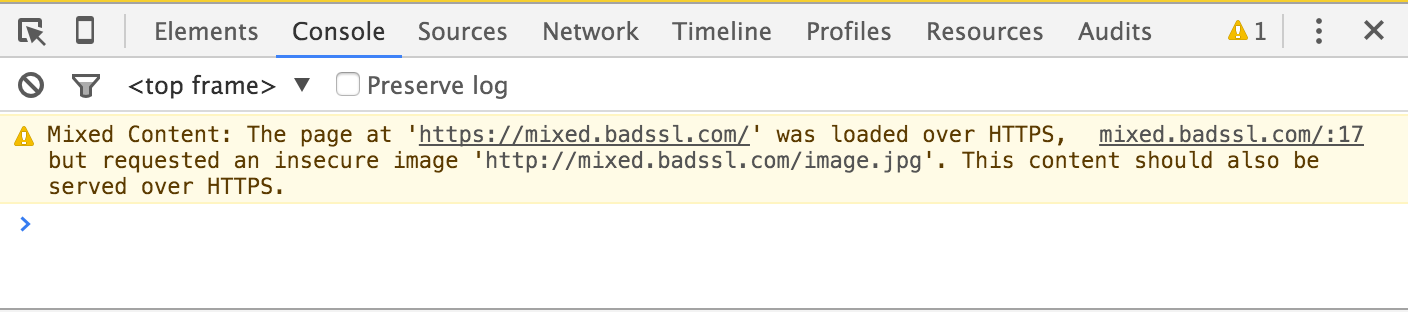 Elements Console Sources Network Timeline Profiles Resources Audits 1
<top frame> Preserve log
Mixed Content: The page at 'https://mixed.badssl.com/' was loaded over HTTPS, mixed.badssl.com/:17
but requested an insecure image 'http://mixed.badssl.com/image.jpg'. This content should also be
served over HTTPS.